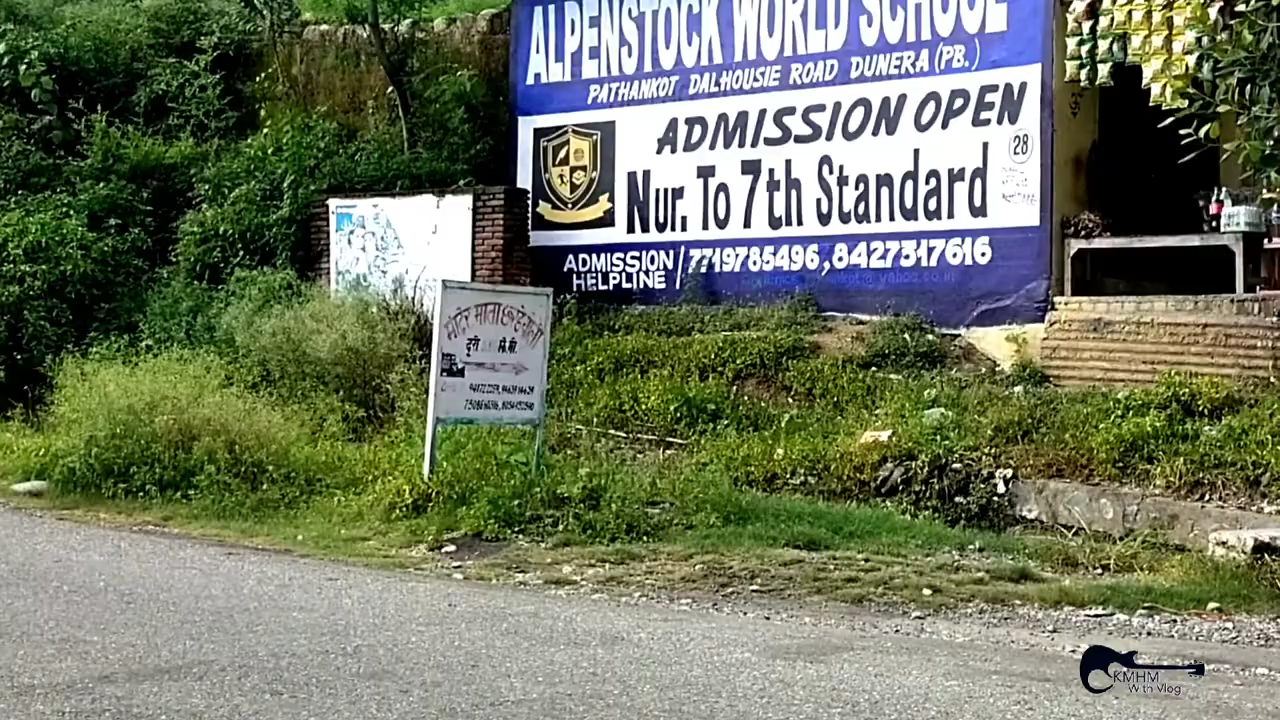 ALPENSTOCK WORLD SCHOOL
PATHANKOT DALHOUSIE ROAD DUNERA (PB.)
ADMISSION OPEN
28
Nur. To 7th Standard
ADMISSION HELPLINE / 7719785496, 8427317616
मंदिर माता
दूरी कि.मी.
KMHM
With Vlog